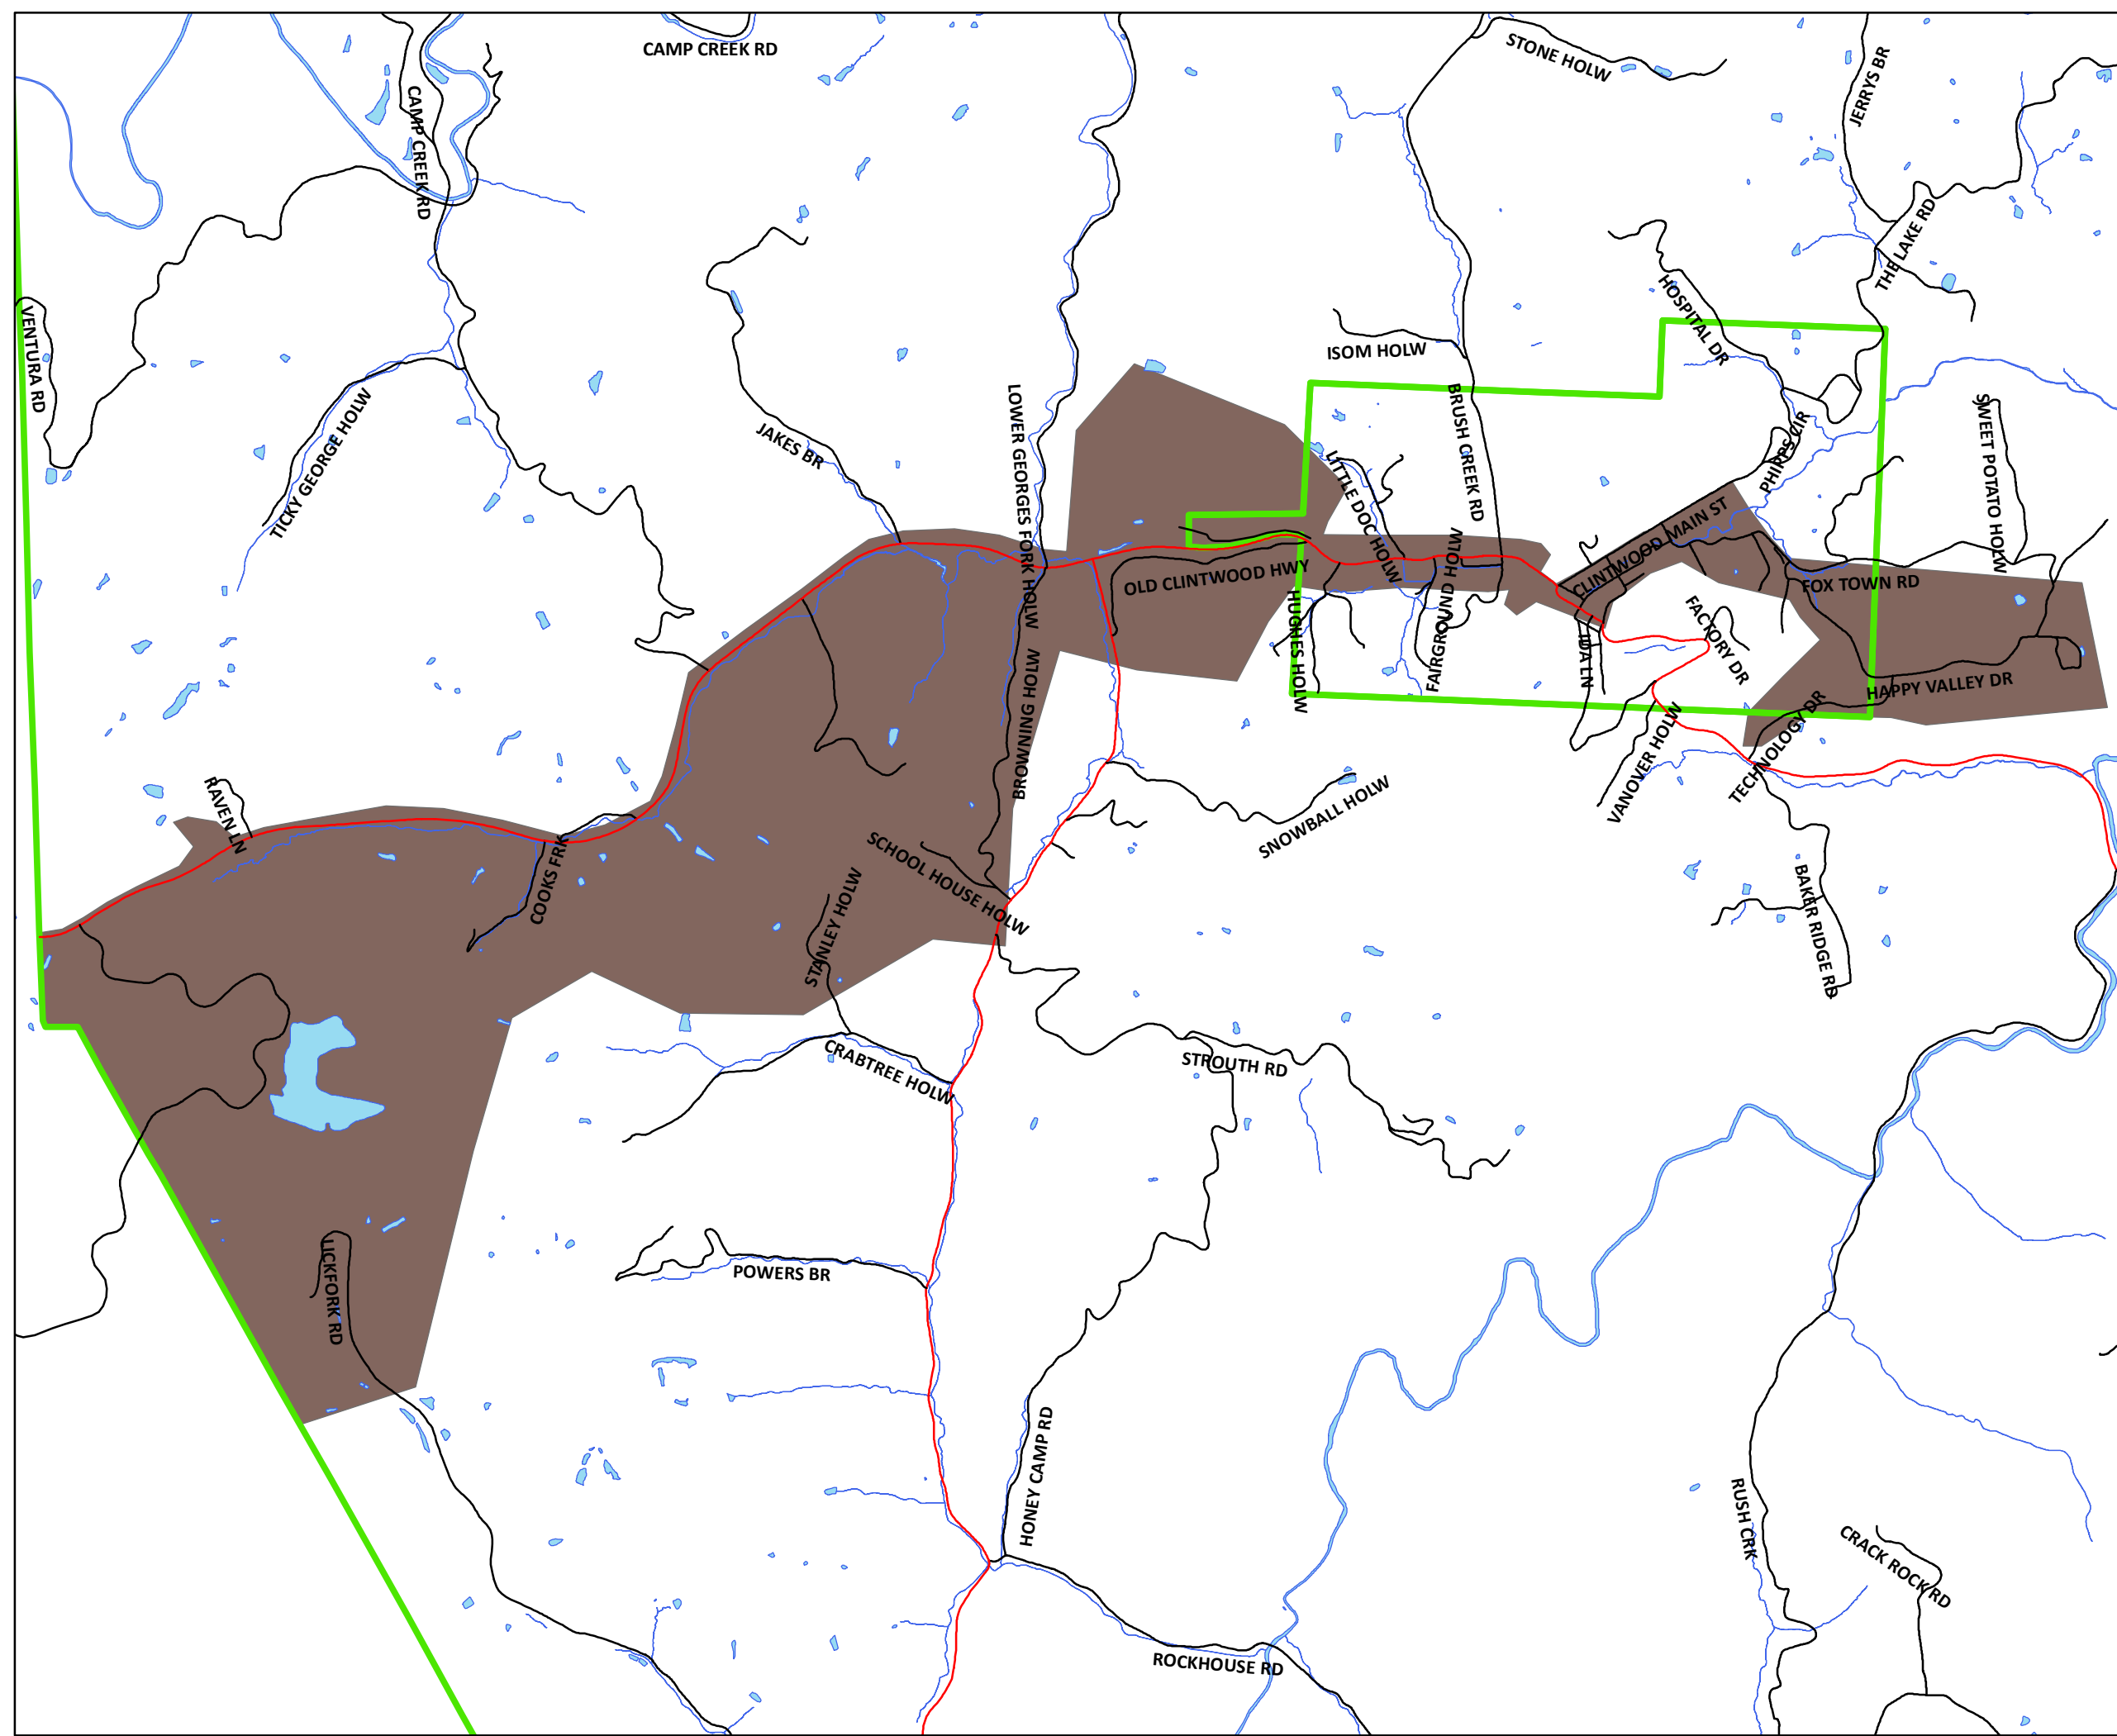 CAMP CREEK RD
STONE HOLW
JERRYS BR
CAMP CREEK RD
THE LAKE RD
HOSPITAL DR
VENTURA RD
ISOM HOLW
TICKY GEORGE HOLW
JAKES BR
LOWER GEORGES FORK HOLW
BRUSH CREEK RD
LITTLE DOC HOLW
PHIPPS CIR
SWEET POTATO HOLW
CLINTWOOD MAIN ST
OLD CLINTWOOD HWY
FOX TOWN RD
HUGHES HOLW
FAIRGROUND HOLW
IDA LN
FACTORY DR
HAPPY VALLEY DR
BROWNING HOLW
VANOVER HOLW
TECHNOLOGY DR
RAVEN LN
SNOWBALL HOLW
COOKS FRK
SCHOOL HOUSE HOLW
STANLEY HOLW
BAKER RIDGE RD
CRABTREE HOLW
STROUTH RD
LICKFORK RD
POWERS BR
HONEY CAMP RD
RUSH CRK
CRACK ROCK RD
ROCKHOUSE RD